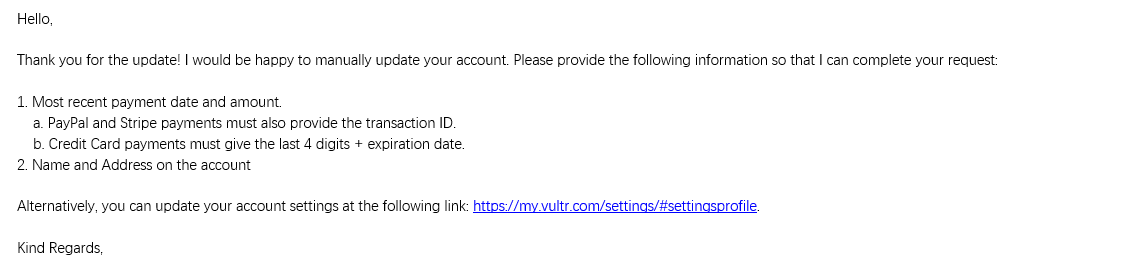 Hello,
Thank you for the update! I would be happy to manually update your account. Please provide the following information so that I can complete your request:
1. Most recent payment date and amount.
a. PayPal and Stripe payments must also provide the transaction ID.
b. Credit Card payments must give the last 4 digits + expiration date.
2. Name and Address on the account
Alternatively, you can update your account settings at the following link: https://my.vultr.com/settings/#settingsprofile.
Kind Regards,